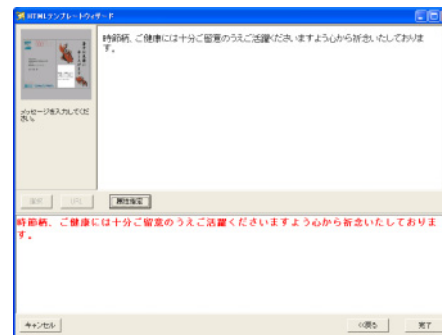 HTMLテンプレートウィザード
時節柄、ご健康には十分ご留意のうえご活躍くださいますよう心から祈念いたしておりま
す。
メッセージを入力してくだ
さい。
選択
URL
属性指定
時節柄、ご健康には十分ご留意のうえご活躍くださいますよう心から祈念いたしておりま
す。
キャンセル
<<戻る
完了